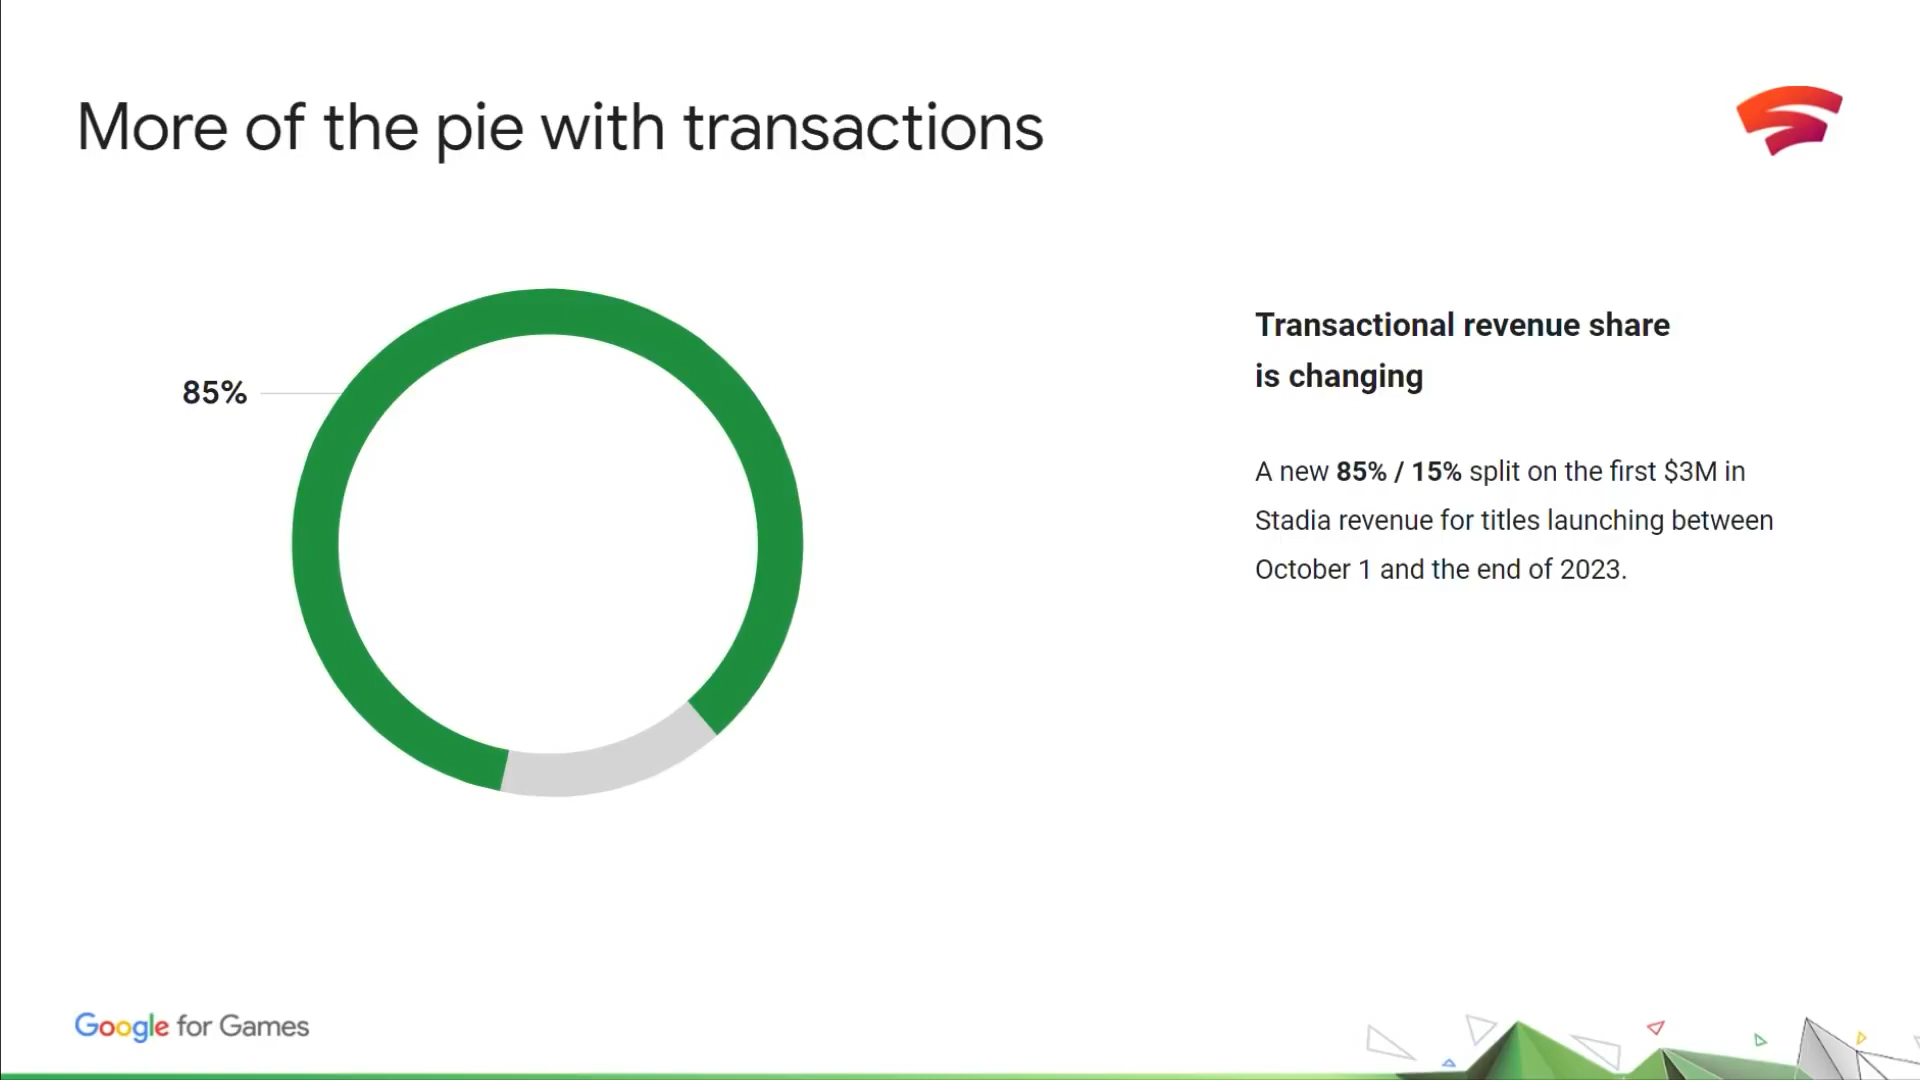 More of the pie with transactions
85%
Transactional revenue share
is changing
A new 85% / 15% split on the first $3M in
Stadia revenue for titles launching between
October 1 and the end of 2023.
Google for Games